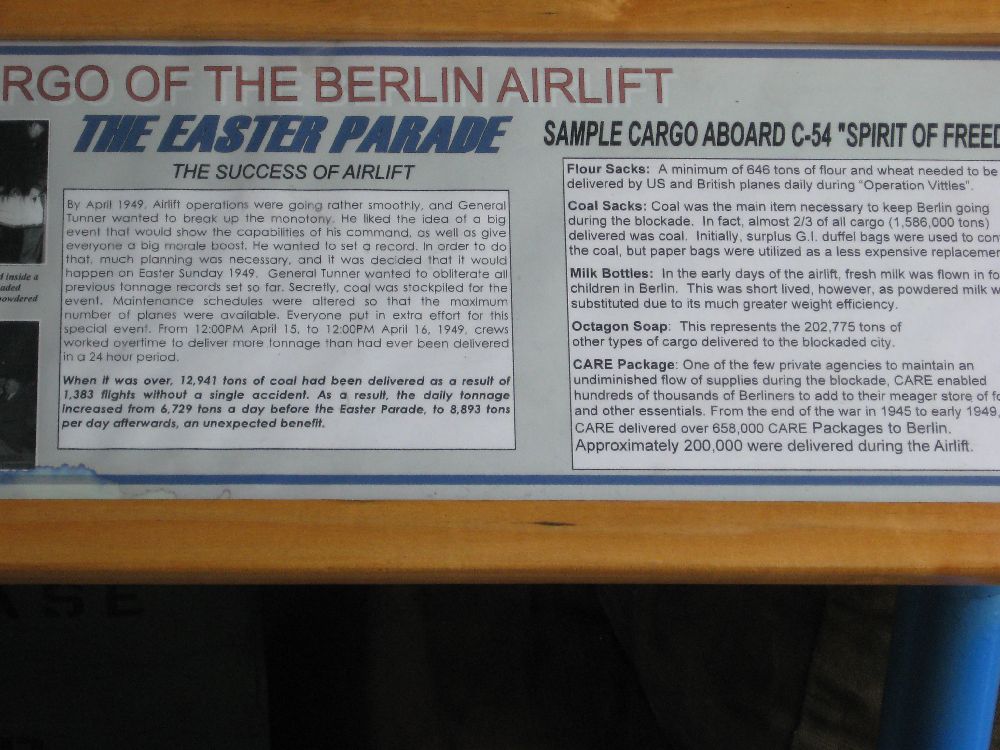 RGO OF THE BERLIN AIRLIFT
THE EASTER PARADE
THE SUCCESS OF AIRLIFT
By April 1949, Airlift operations were going rather smoothly, and General
Tunner wanted to break up the monotony. He liked the idea of a big
event that would show the capabilities of his command, as well as give
everyone a big morale boost. He wanted to set a record. In order to do
that, much planning was necessary, and it was decided that it would
happen on Easter Sunday 1949. General Tunner wanted to obliterate all
previous tonnage records set so far. Secretly, coal was stockpiled for the
event. Maintenance schedules were altered so that the maximum
number of planes were available. Everyone put in extra effort for this
special event. From 12:00PM April 15, to 12:00PM April 16, 1949, crews
worked overtime to deliver more tonnage than had ever been delivered
in a 24 hour period.
When it was over, 12,941 tons of coal had been delivered as a result of
1,383 flights without a single accident. As a result, the daily tonnage
increased from 6,729 tons a day before the Easter Parade, to 8,893 tons
per day afterwards, an unexpected benefit.
SAMPLE CARGO ABOARD C-54 "SPIRIT OF FREED
Flour Sacks: A minimum of 646 tons of flour and wheat needed to be
delivered by US and British planes daily during "Operation Vittles".
Coal Sacks: Coal was the main item necessary to keep Berlin going
during the blockade. In fact, almost 2/3 of all cargo (1,586,000 tons)
delivered was coal. Initially, surplus G.I. duffel bags were used to con
the coal, but paper bags were utilized as a less expensive replacemen
Milk Bottles: In the early days of the airlift, fresh milk was flown in fo
children in Berlin. This was short lived, however, as powdered milk w
substituted due to its much greater weight efficiency.
Octagon Soap: This represents the 202,775 tons of
other types of cargo delivered to the blockaded city.
CARE Package: One of the few private agencies to maintain an
undiminished flow of supplies during the blockade, CARE enabled
hundreds of thousands of Berliners to add to their meager store of fo
and other essentials. From the end of the war in 1945 to early 1949,
CARE delivered over 658,000 CARE Packages to Berlin.
Approximately 200,000 were delivered during the Airlift.
inside a
aded
powdered
ASE